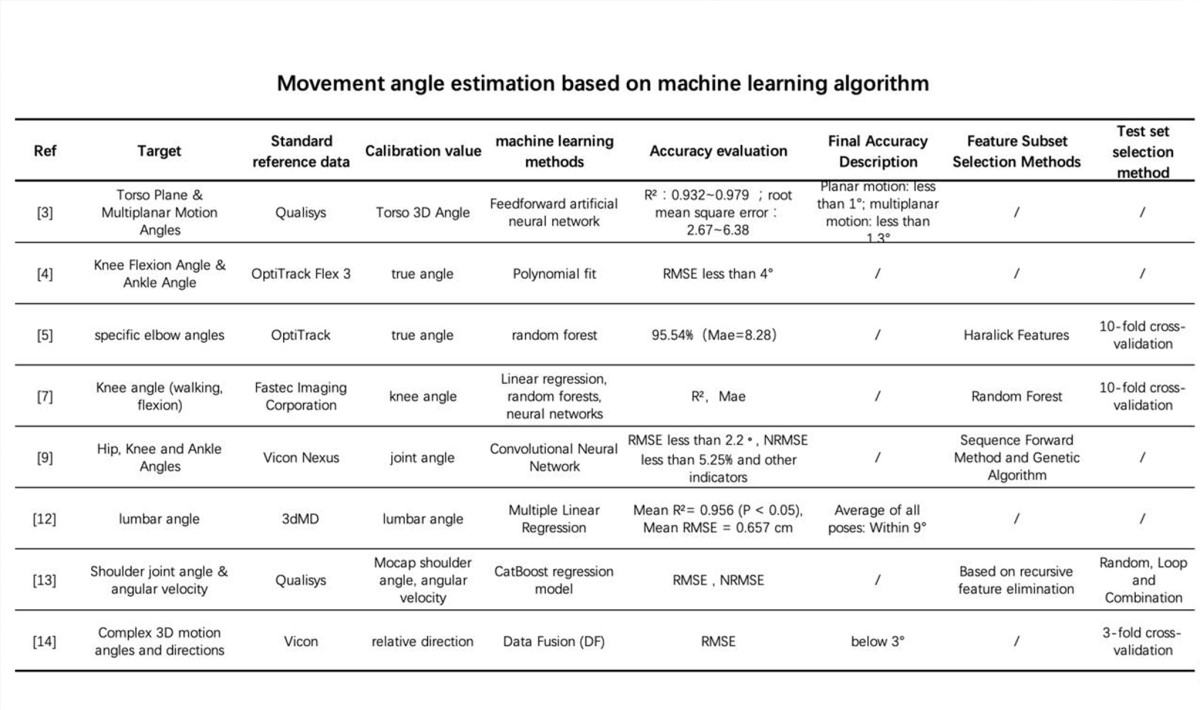 Movement angle estimation based on machine learning algorithm
Ref Target Standard reference data Calibration value machine learning methods Accuracy evaluation Final Accuracy Description Feature Subset Selection Methods Test set selection method
[3] Torso Plane & Multiplanar Motion Angles Qualisys Torso 3D Angle Feedforward artificial neural network R²：0.932~0.979 ；root mean square error：2.67~6.38 Planar motion: less than 1°; multiplanar motion: less than 1.3° / /
[4] Knee Flexion Angle & Ankle Angle OptiTrack Flex 3 true angle Polynomial fit RMSE less than 4° / / /
[5] specific elbow angles OptiTrack true angle random forest 95.54%（Mae=8.28） / Haralick Features 10-fold cross-validation
[7] Knee angle (walking, flexion) Fastec Imaging Corporation knee angle Linear regression, random forests, neural networks R²，Mae / Random Forest 10-fold cross-validation
[9] Hip, Knee and Ankle Angles Vicon Nexus joint angle Convolutional Neural Network RMSE less than 2.2 °, NRMSE less than 5.25% and other indicators / Sequence Forward Method and Genetic Algorithm /
[12] lumbar angle 3dMD lumbar angle Multiple Linear Regression Mean R²= 0.956 (P < 0.05), Mean RMSE = 0.657 cm Average of all poses: Within 9° / /
[13] Shoulder joint angle & angular velocity Qualisys Mocap shoulder angle, angular velocity CatBoost regression model RMSE , NRMSE / Based on recursive feature elimination Random, Loop and Combination
[14] Complex 3D motion angles and directions Vicon relative direction Data Fusion (DF) RMSE below 3° / 3-fold cross-validation